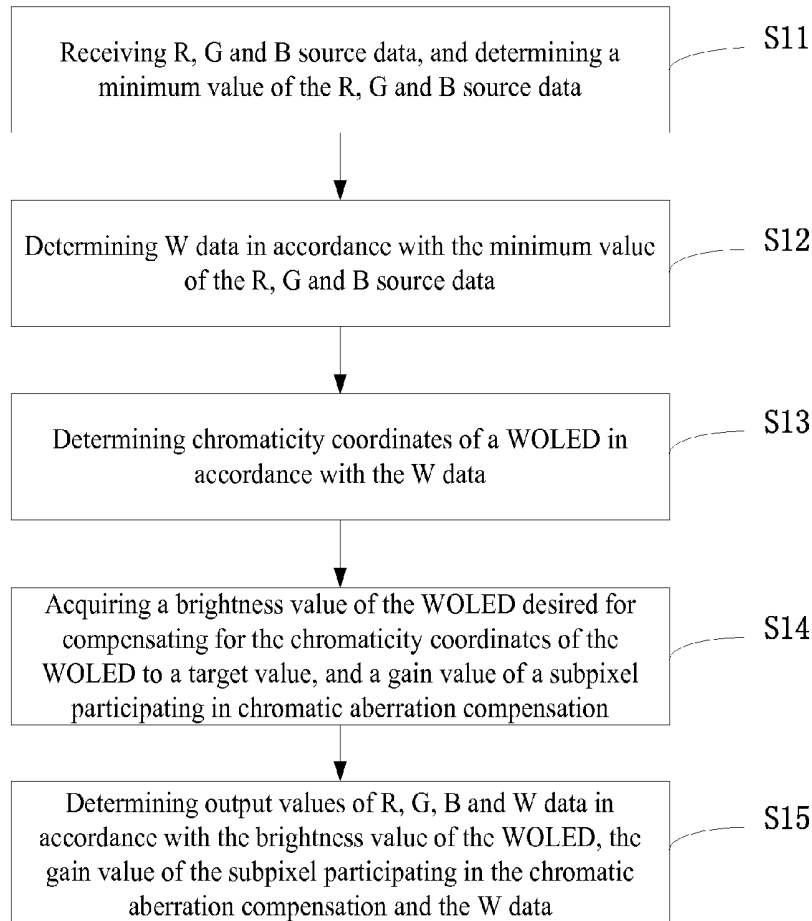 Receiving R, G and B source data, and determining a
minimum value of the R, G and B source data
S11
Determining W data in accordance with the minimum value
of the R, G and B source data
S12
Determining chromaticity coordinates of a WOLED in
accordance with the W data
S13
Acquiring a brightness value of the WOLED desired for
compensating for the chromaticity coordinates of the
WOLED to a target value, and a gain value of a subpixel
participating in chromatic aberration compensation
S14
Determining output values of R, G, B and W data in
accordance with the brightness value of the WOLED, the
gain value of the subpixel participating in the chromatic
aberration compensation and the W data
S15